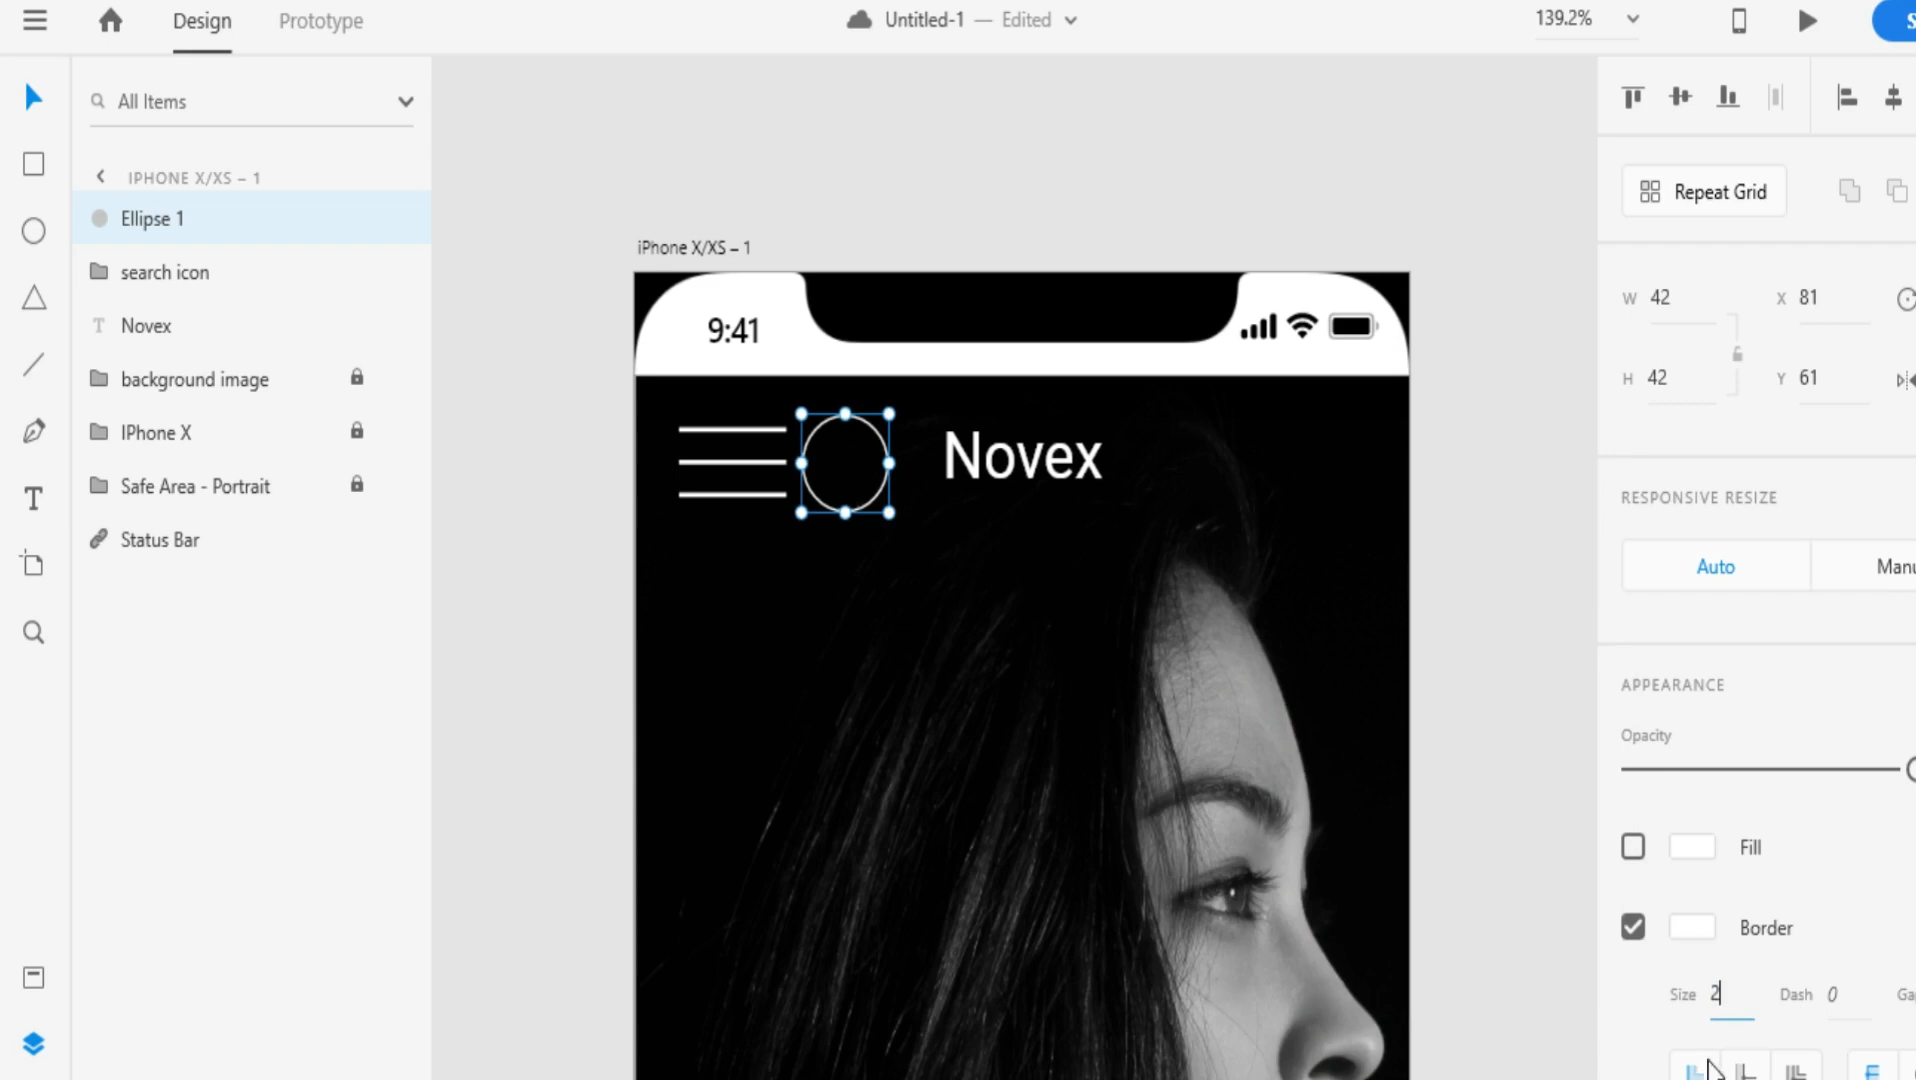 Design
Prototype
Untitled-1 — Edited
139.2%
S
All Items
IPHONE X/XS – 1
Ellipse 1
search icon
Novex
background image
IPhone X
Safe Area - Portrait
Status Bar
iPhone X/XS – 1
9:41
Novex
Repeat Grid
W 42
X 81
H 42
Y 61
RESPONSIVE RESIZE
Auto
Manu
APPEARANCE
Opacity
Fill
Border
Size 2
Dash 0
Ga